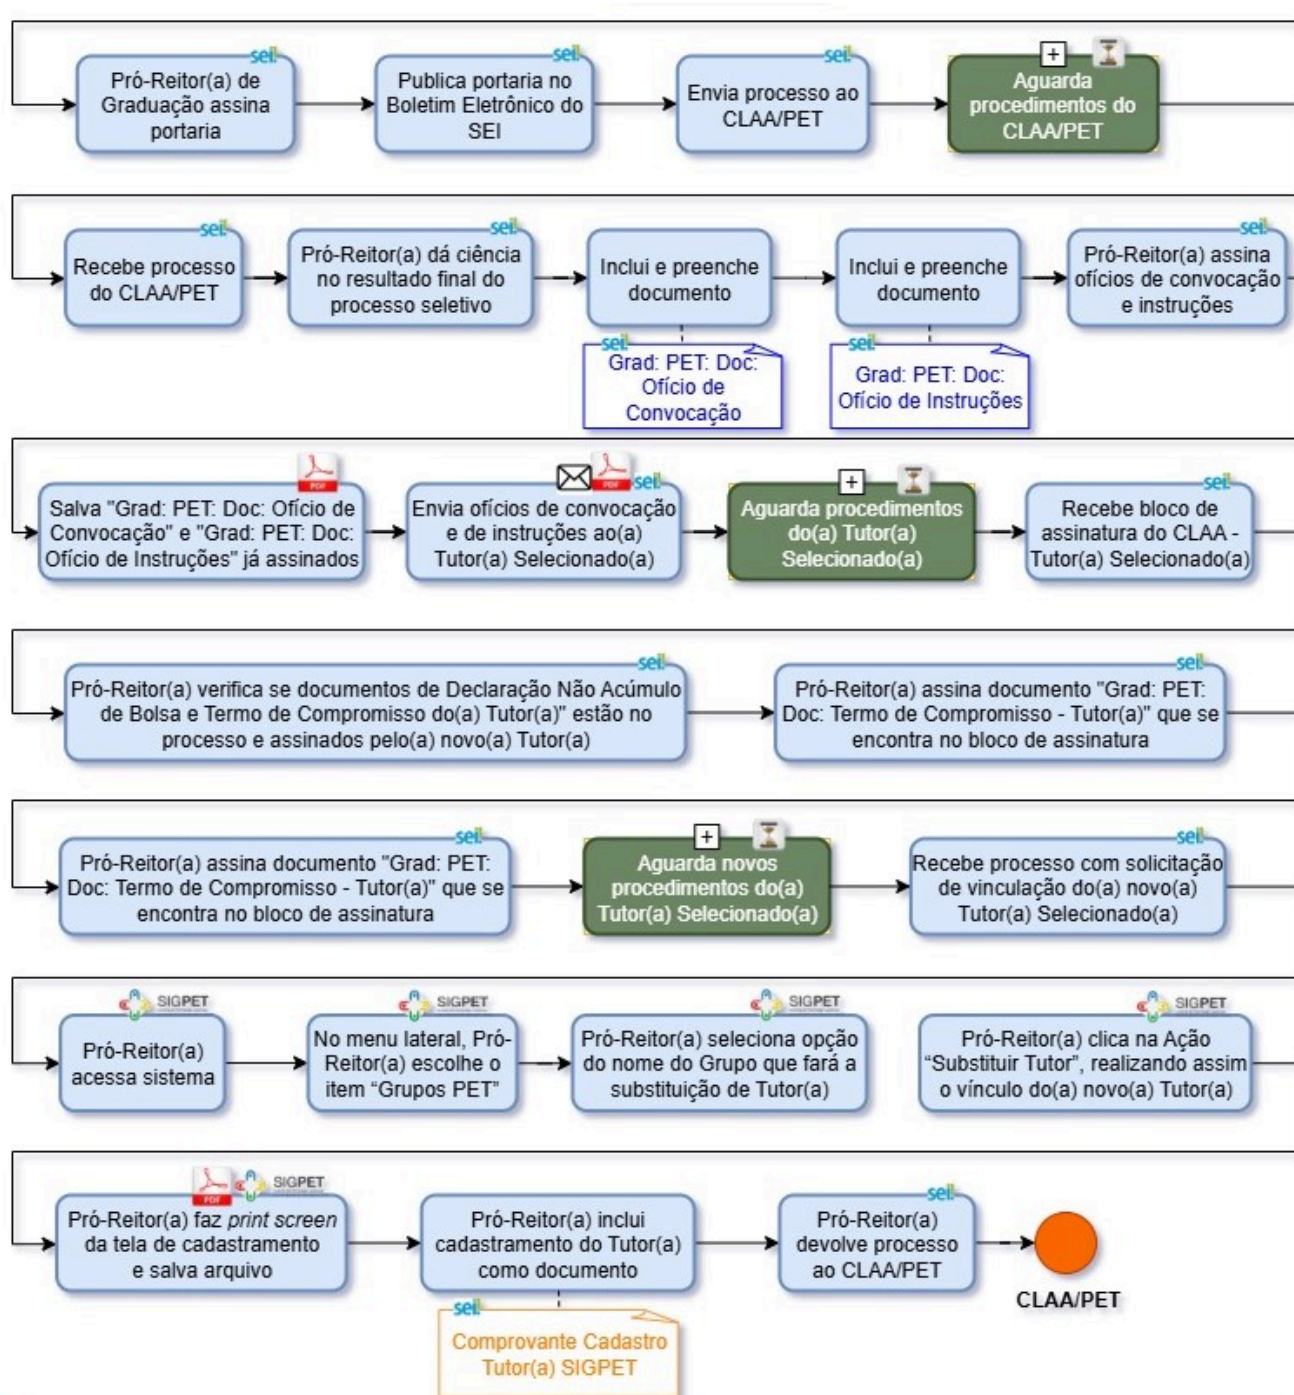 sei!
Pró-Reitor(a) de
Graduação assina
portaria
sei!
Publica portaria no
Boletim Eletrônico do
SEI
sei!
Envia processo ao
CLAA/PET
+
Aguarda
procedimentos do
CLAA/PET
sei!
Recebe processo
do CLAA/PET
sei!
Pró-Reitor(a) dá ciência
no resultado final do
processo seletivo
Inclui e preenche
documento
sei!
Grad: PET: Doc:
Ofício de
Convocação
Inclui e preenche
documento
sei!
Grad: PET: Doc:
Ofício de Instruções
sei!
Pró-Reitor(a) assina
ofícios de convocação
e instruções
PDF
Salva "Grad: PET: Doc: Ofício de
Convocação" e "Grad: PET: Doc:
Ofício de Instruções" já assinados
PDF
sei!
Envia ofícios de convocação
e de instruções ao(a)
Tutor(a) Selecionado(a)
+
Aguarda procedimentos
do(a) Tutor(a)
Selecionado(a)
sei!
Recebe bloco de
assinatura do CLAA -
Tutor(a) Selecionado(a)
sei!
Pró-Reitor(a) verifica se documentos de Declaração Não Acúmulo
de Bolsa e Termo de Compromisso do(a) Tutor(a)" estão no
processo e assinados pelo(a) novo(a) Tutor(a)
sei!
Pró-Reitor(a) assina documento "Grad: PET:
Doc: Termo de Compromisso - Tutor(a)" que se
encontra no bloco de assinatura
sei!
Pró-Reitor(a) assina documento "Grad: PET:
Doc: Termo de Compromisso - Tutor(a)" que se
encontra no bloco de assinatura
+
Aguarda novos
procedimentos do(a)
Tutor(a) Selecionado(a)
sei!
Recebe processo com solicitação
de vinculação do(a) novo(a)
Tutor(a) Selecionado(a)
SIGPET
Pró-Reitor(a)
acessa sistema
SIGPET
No menu lateral, Pró-
Reitor(a) escolhe o
item “Grupos PET”
SIGPET
Pró-Reitor(a) seleciona opção
do nome do Grupo que fará a
substituição de Tutor(a)
SIGPET
Pró-Reitor(a) clica na Ação
“Substituir Tutor”, realizando assim
o vínculo do(a) novo(a) Tutor(a)
PDF
SIGPET
Pró-Reitor(a) faz print screen
da tela de cadastramento
e salva arquivo
Pró-Reitor(a) inclui
cadastramento do Tutor(a)
como documento
sei!
Comprovante Cadastro
Tutor(a) SIGPET
sei!
Pró-Reitor(a)
devolve processo
ao CLAA/PET
CLAA/PET